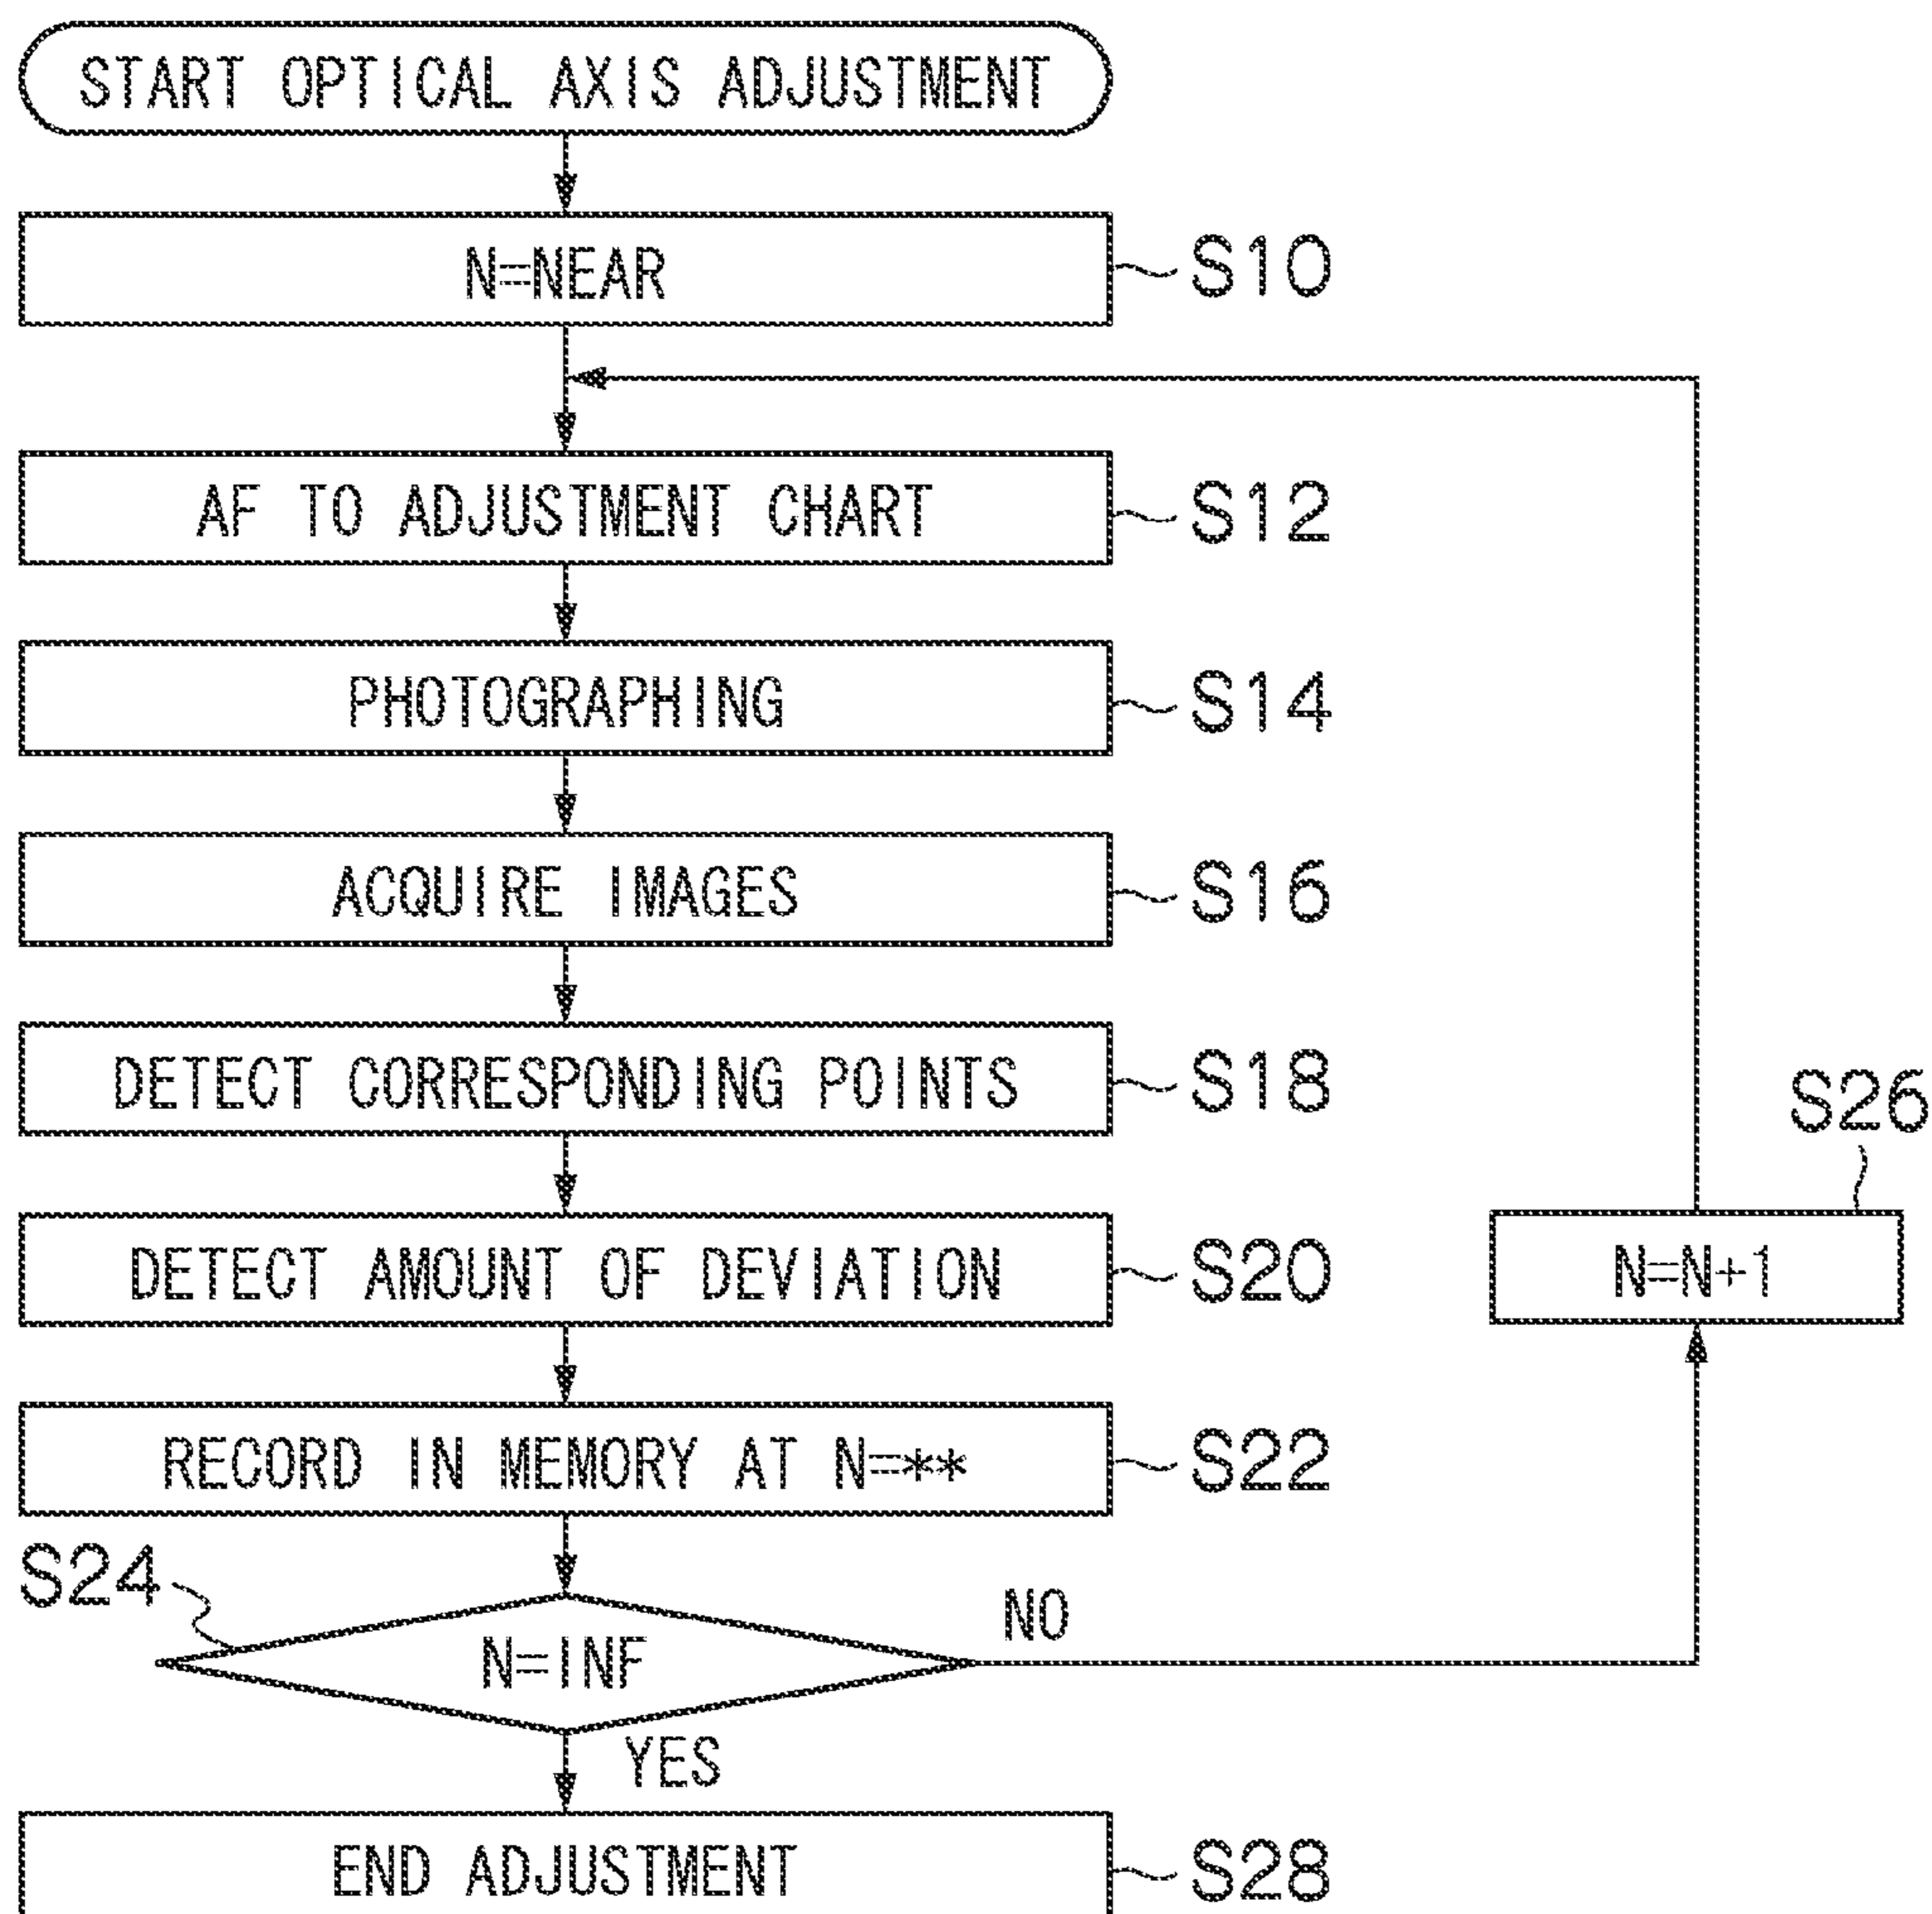 START OPTICAL AXIS ADJUSTMENT
N=NEAR
S10
AF TO ADJUSTMENT CHART
S12
PHOTOGRAPHING
S14
ACQUIRE IMAGES
S16
DETECT CORRESPONDING POINTS
S18
S26
DETECT AMOUNT OF DEVIATION
S20
N=N+1
RECORD IN MEMORY AT N=**
S22
S24
N=INF
NO
YES
END ADJUSTMENT
S28